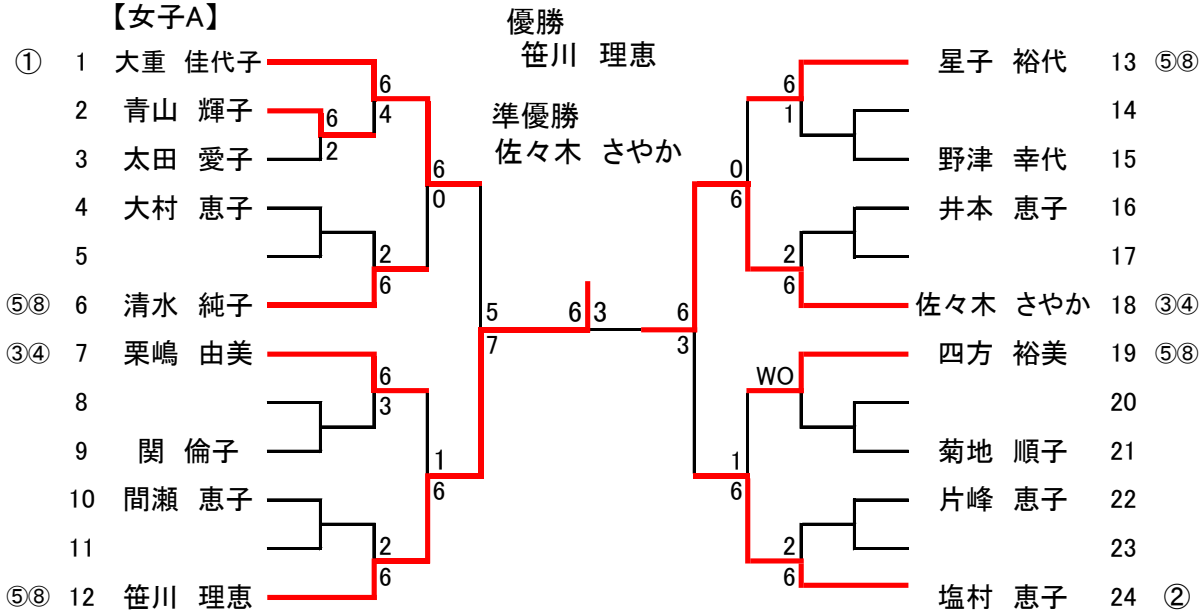 【女子A】
優勝
笹川 理恵
準優勝
佐々木 さやか
① 1 大重 佳代子
2 青山 輝子
3 太田 愛子
4 大村 恵子
5
⑤⑧ 6 清水 純子
③④ 7 栗嶋 由美
8
9 関 倫子
10 間瀬 恵子
11
⑤⑧ 12 笹川 理恵
6
4
6
2
6
0
2
6
5
7
6
3
1
6
2
6
6 3
6
3
6
1
0
6
2
6
WO
1
6
2
6
星子 裕代 13 ⑤⑧
14
野津 幸代 15
井本 恵子 16
17
佐々木 さやか 18 ③④
四方 裕美 19 ⑤⑧
20
菊地 順子 21
片峰 恵子 22
23
塩村 恵子 24 ②